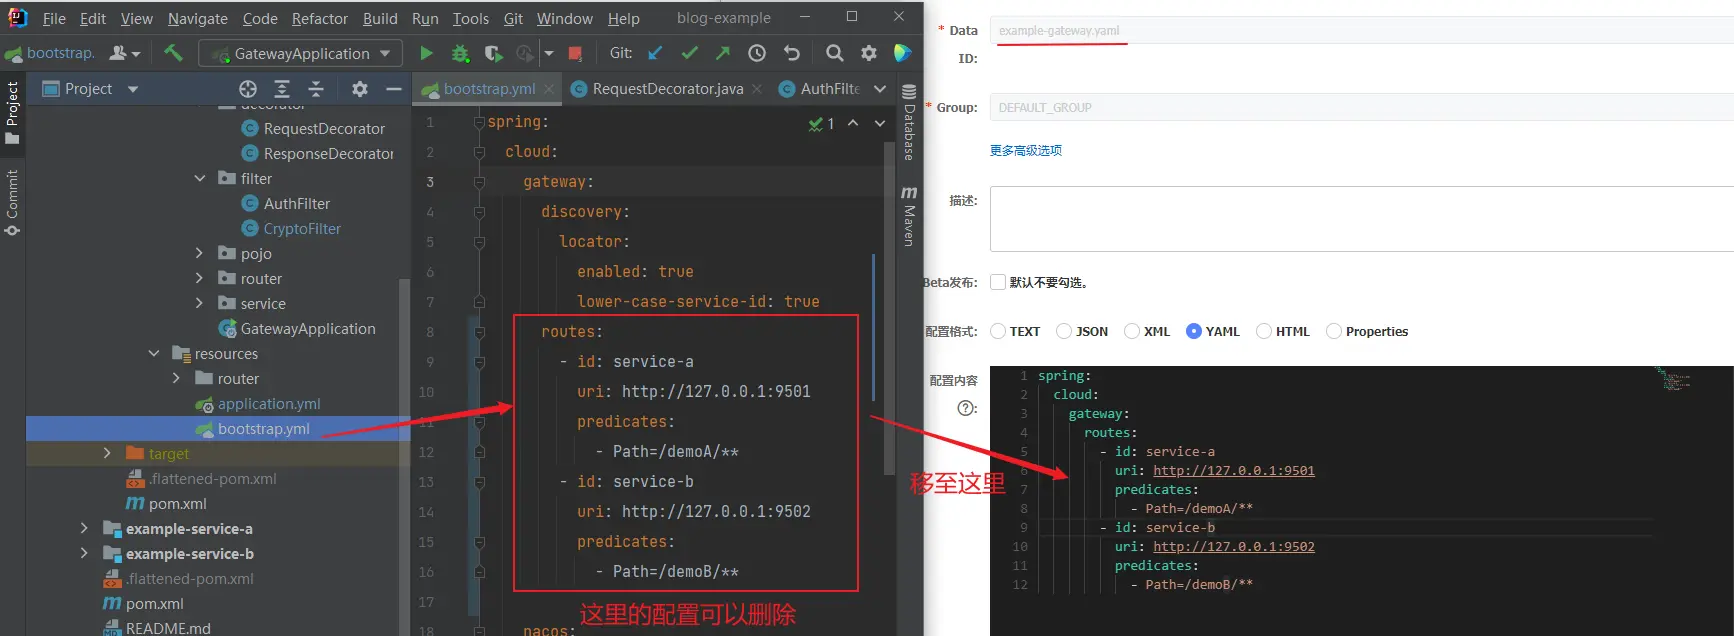 File Edit View Navigate Code Refactor Build Run Tools Git Window Help blog-example
bootstrap. GatewayApplication Git:
Project
bootstrap.yml RequestDecorator.java AuthFilte
Project
Commit
decorator
RequestDecorator
ResponseDecorator
filter
AuthFilter
CryptoFilter
pojo
router
service
GatewayApplication
resources
router
application.yml
bootstrap.yml
target
.flattened-pom.xml
pom.xml
example-service-a
example-service-b
.flattened-pom.xml
pom.xml
README.md
1
1 spring:
2 cloud:
3 gateway:
4 discovery:
5 locator:
6 enabled: true
7 lower-case-service-id: true
8 routes:
9 - id: service-a
10 uri: http://127.0.0.1:9501
11 predicates:
12 - Path=/demoA/**
13 - id: service-b
14 uri: http://127.0.0.1:9502
15 predicates:
16 - Path=/demoB/**
17
18 nacos:
这里的配置可以删除
Database
Maven
移至这里
* Data ID: example-gateway.yaml
* Group: DEFAULT_GROUP
更多高级选项
描述:
Beta发布: 默认不要勾选。
配置格式: TEXT JSON XML YAML HTML Properties
配置内容
?:
1 spring:
2 cloud:
3 gateway:
4 routes:
5 - id: service-a
6 uri: http://127.0.0.1:9501
7 predicates:
8 - Path=/demoA/**
9 - id: service-b
10 uri: http://127.0.0.1:9502
11 predicates:
12 - Path=/demoB/**